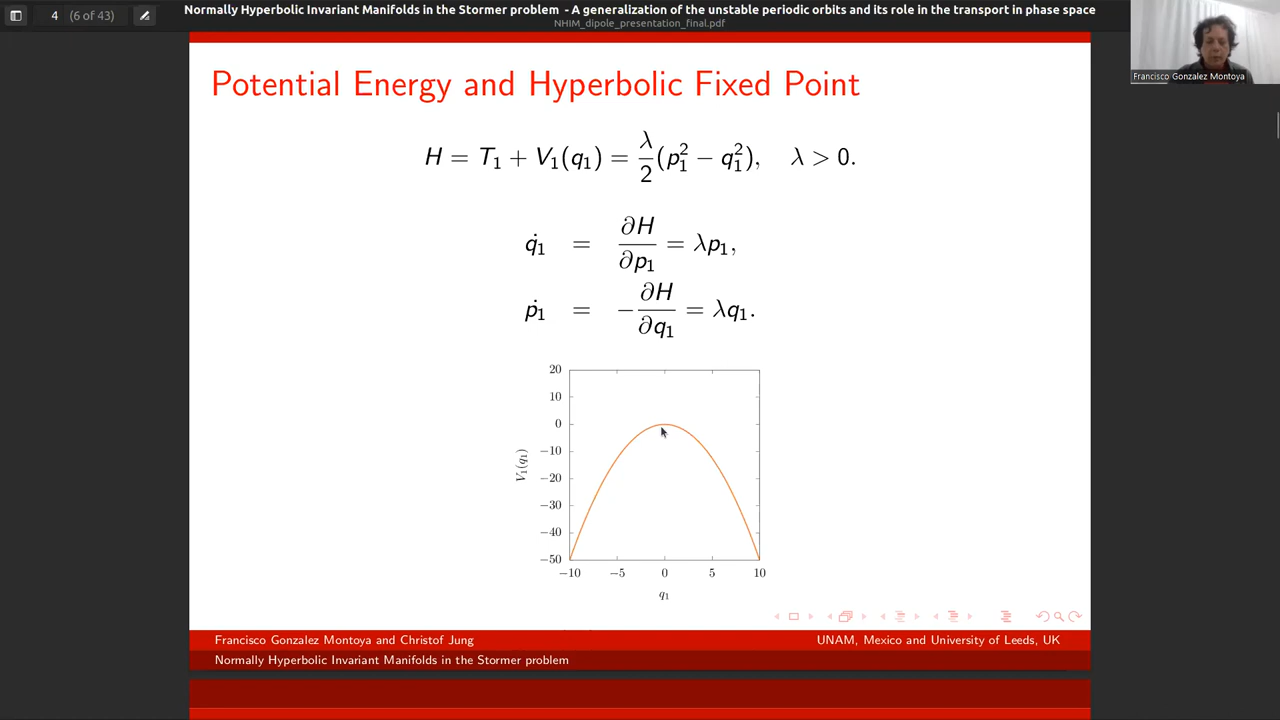 Normally Hyperbolic Invariant Manifolds in the Stormer problem - A generalization of the unstable periodic orbits and its role in the transport in phase space
4 (6 of 43)
NHIM_dipole_presentation_final.pdf
Francisco Gonzalez Montoya
Potential Energy and Hyperbolic Fixed Point
H = T₁ + V₁(q₁) = λ/2 (p₁² − q₁²), λ > 0.
q̇₁ = ∂H/∂p₁ = λp₁,
ṗ₁ = −∂H/∂q₁ = λq₁.
20
10
0
−10
−20
−30
−40
−50
V₁(q₁)
−10 −5 0 5 10
q₁
Francisco Gonzalez Montoya and Christof Jung UNAM, Mexico and University of Leeds, UK
Normally Hyperbolic Invariant Manifolds in the Stormer problem